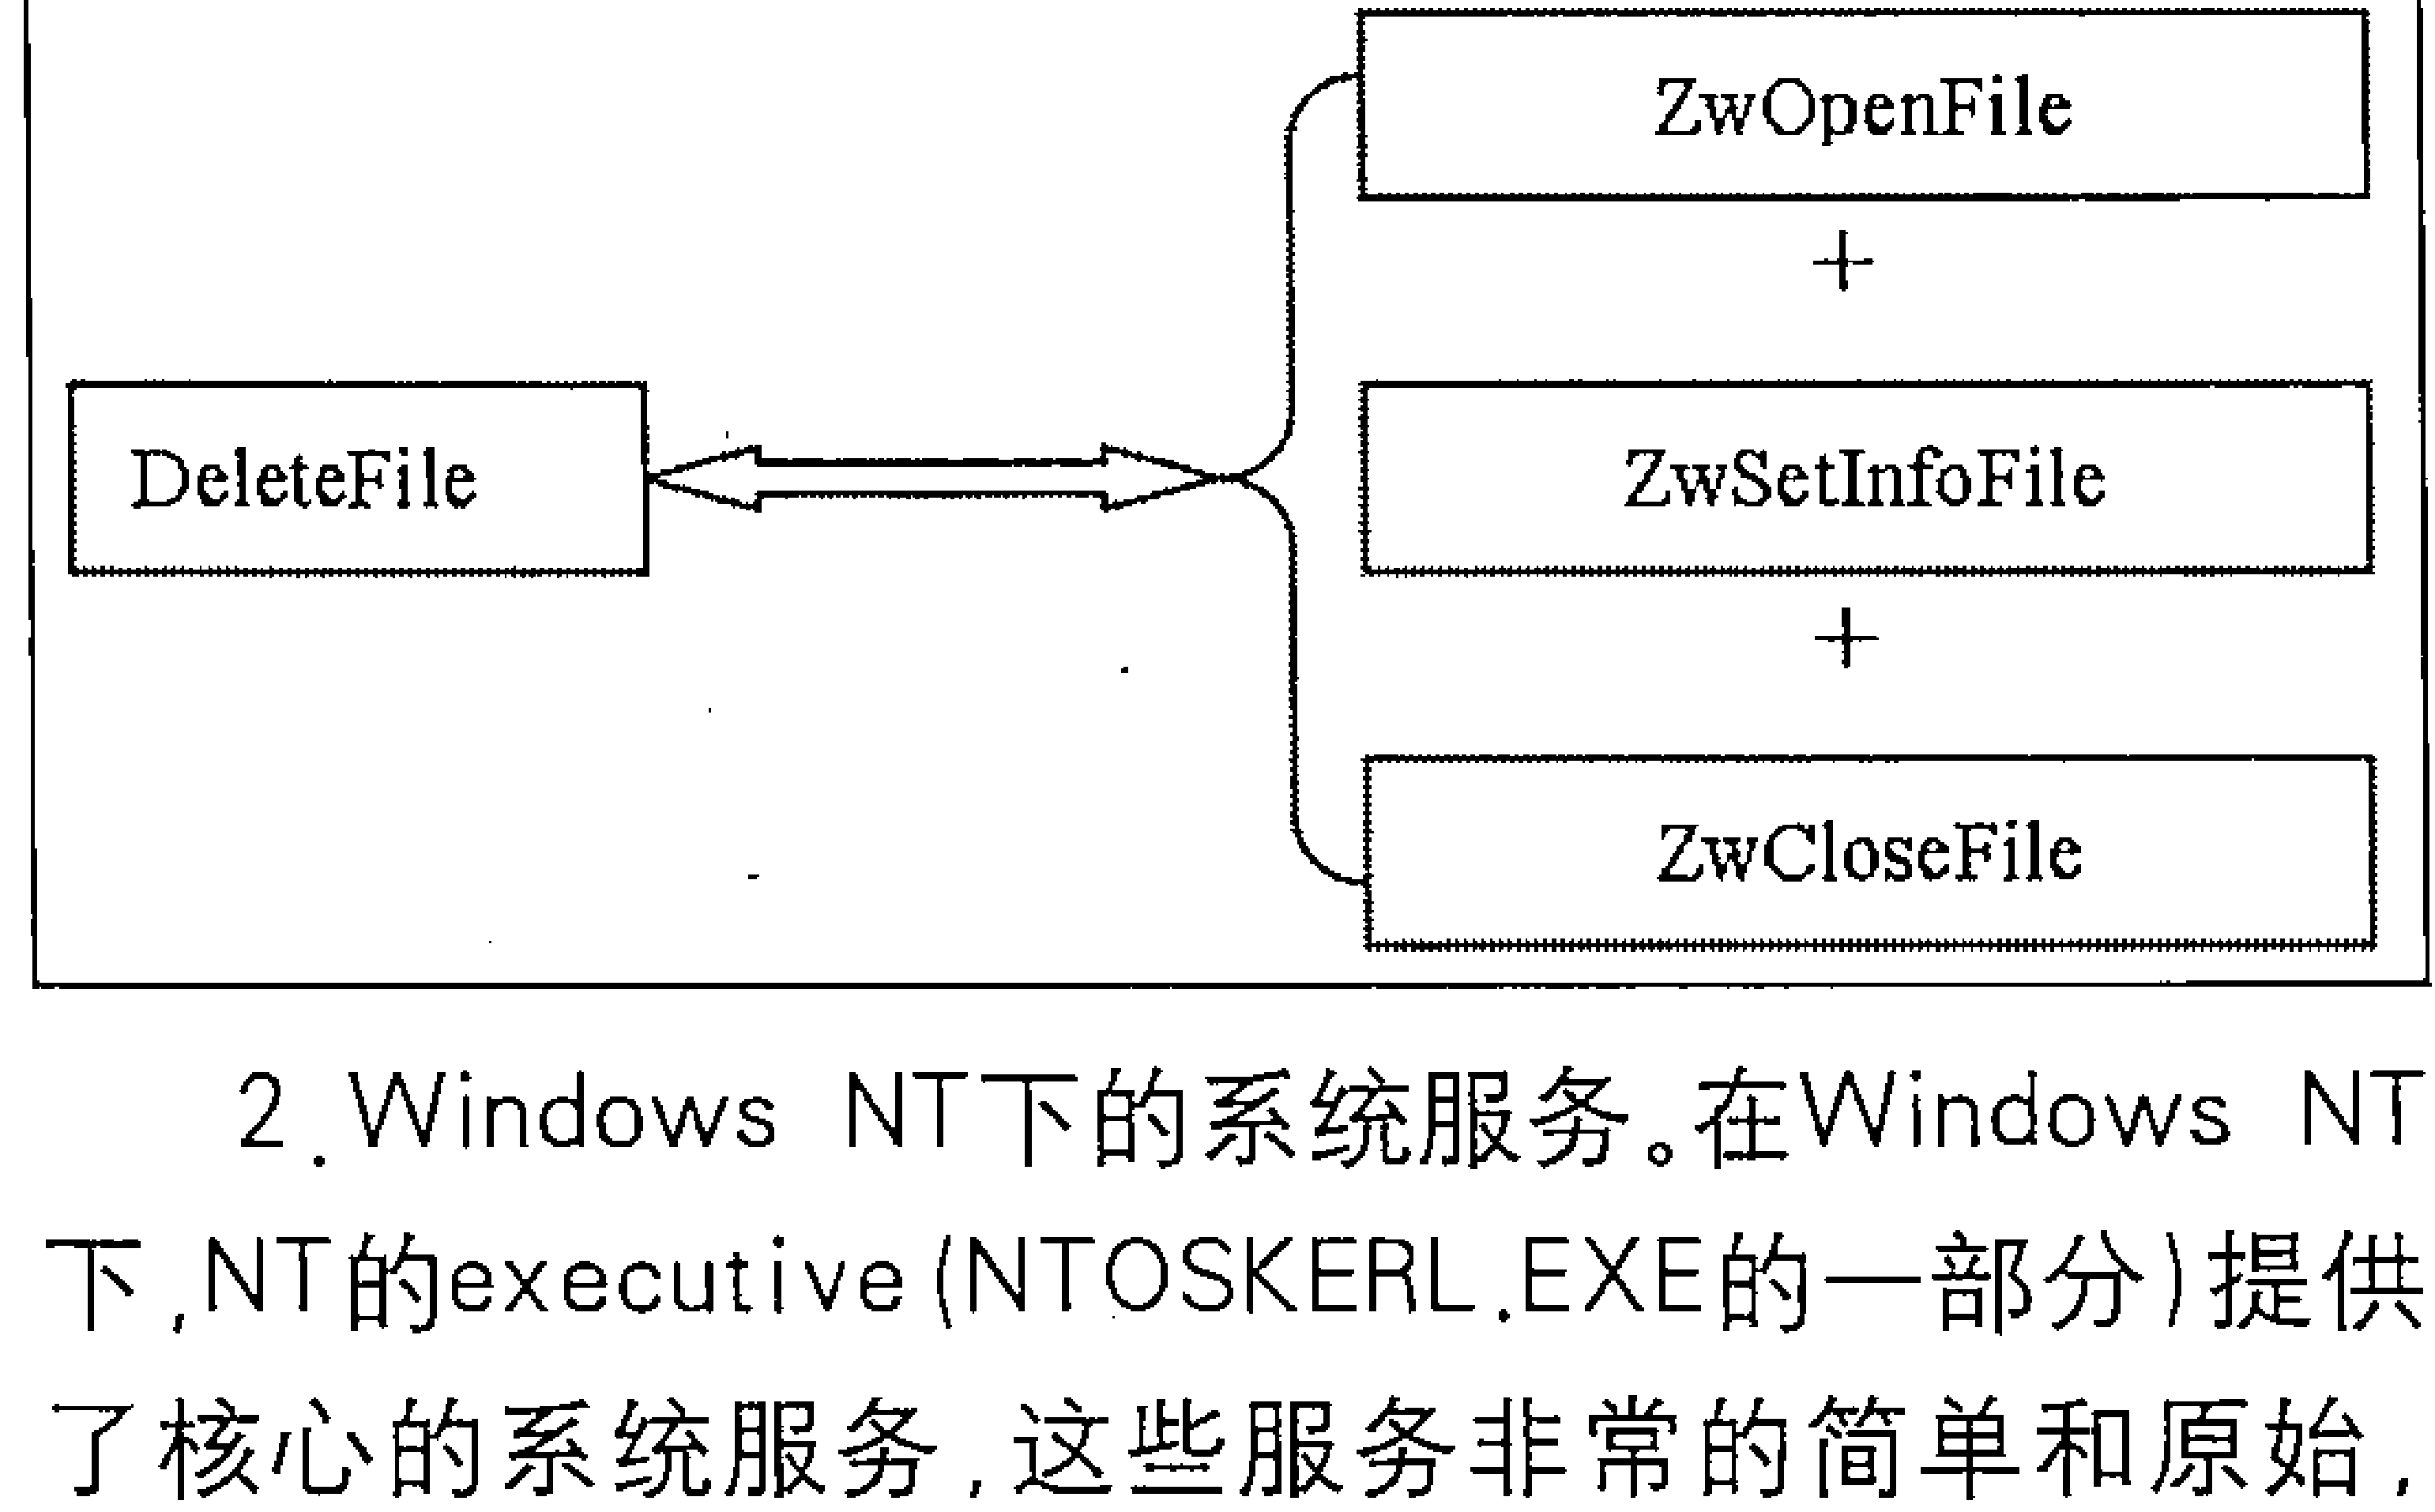 ZwOpenFile
+
DeleteFile
ZwSetInfoFile
+
ZwCloseFile
2.Windows NT下的系统服务。在Windows NT
下,NT的executive(NTOSKERL.EXE的一部分)提供
了核心的系统服务,这些服务非常的简单和原始,